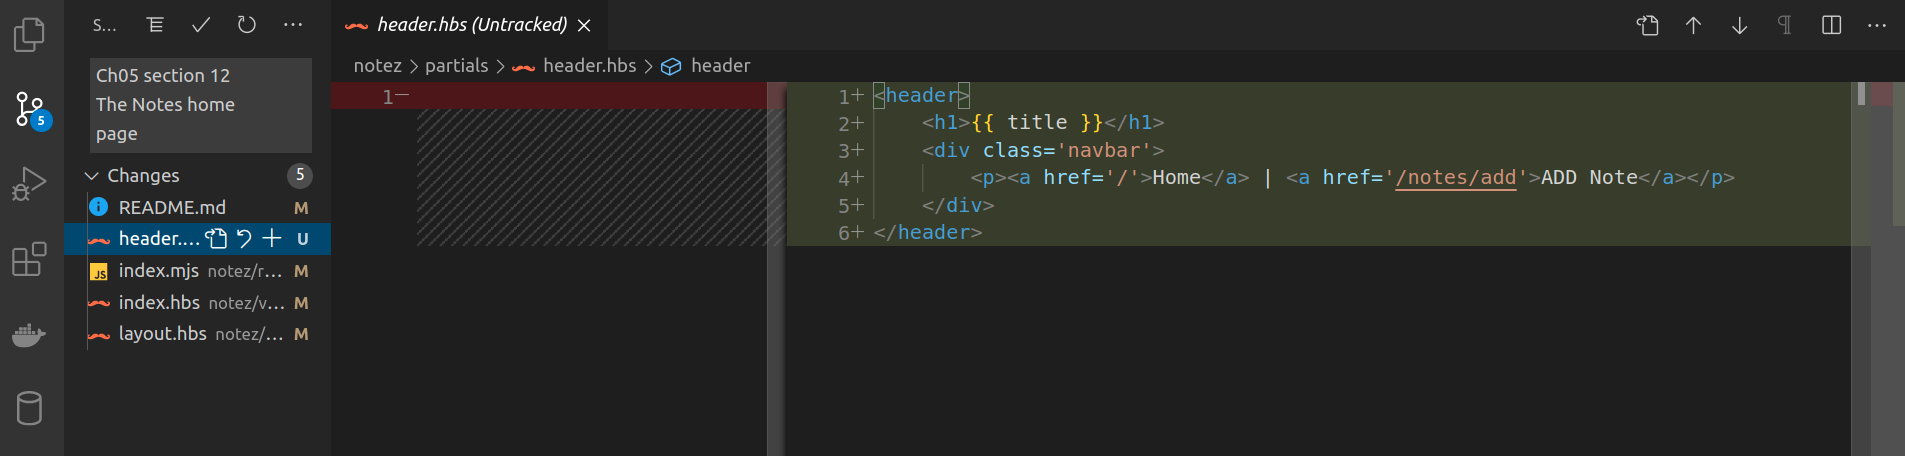 S...
header.hbs (Untracked)
notez > partials > header.hbs > header
5
Ch05 section 12
The Notes home
page
Changes 5
README.md M
header.... U
JS index.mjs notez/r... M
index.hbs notez/v... M
layout.hbs notez/... M
1—
1+ <header>
2+ <h1>{{ title }}</h1>
3+ <div class='navbar'>
4+ <p><a href='/'>Home</a> | <a href='/notes/add'>ADD Note</a></p>
5+ </div>
6+ </header>